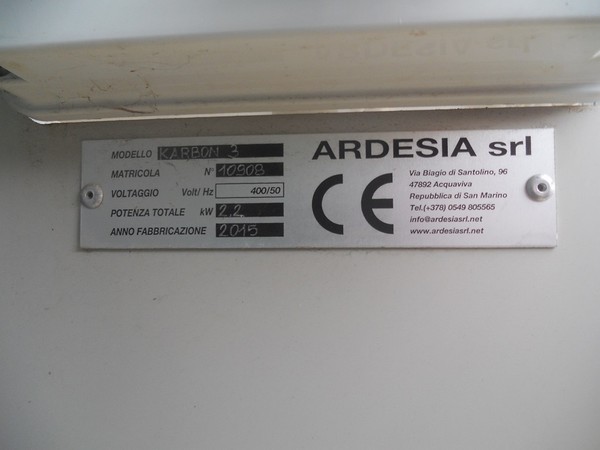 MODELLO KARBON 3
MATRICOLA N° 10908
VOLTAGGIO Volt/ Hz 400/50
POTENZA TOTALE kW 2.2
ANNO FABBRICAZIONE 2015
CE
ARDESIA srl
Via Biagio di Santolino, 96
47892 Acquaviva
Repubblica di San Marino
Tel.(+378) 0549 805565
info@ardesiasrl.net
www.ardesiasrl.net